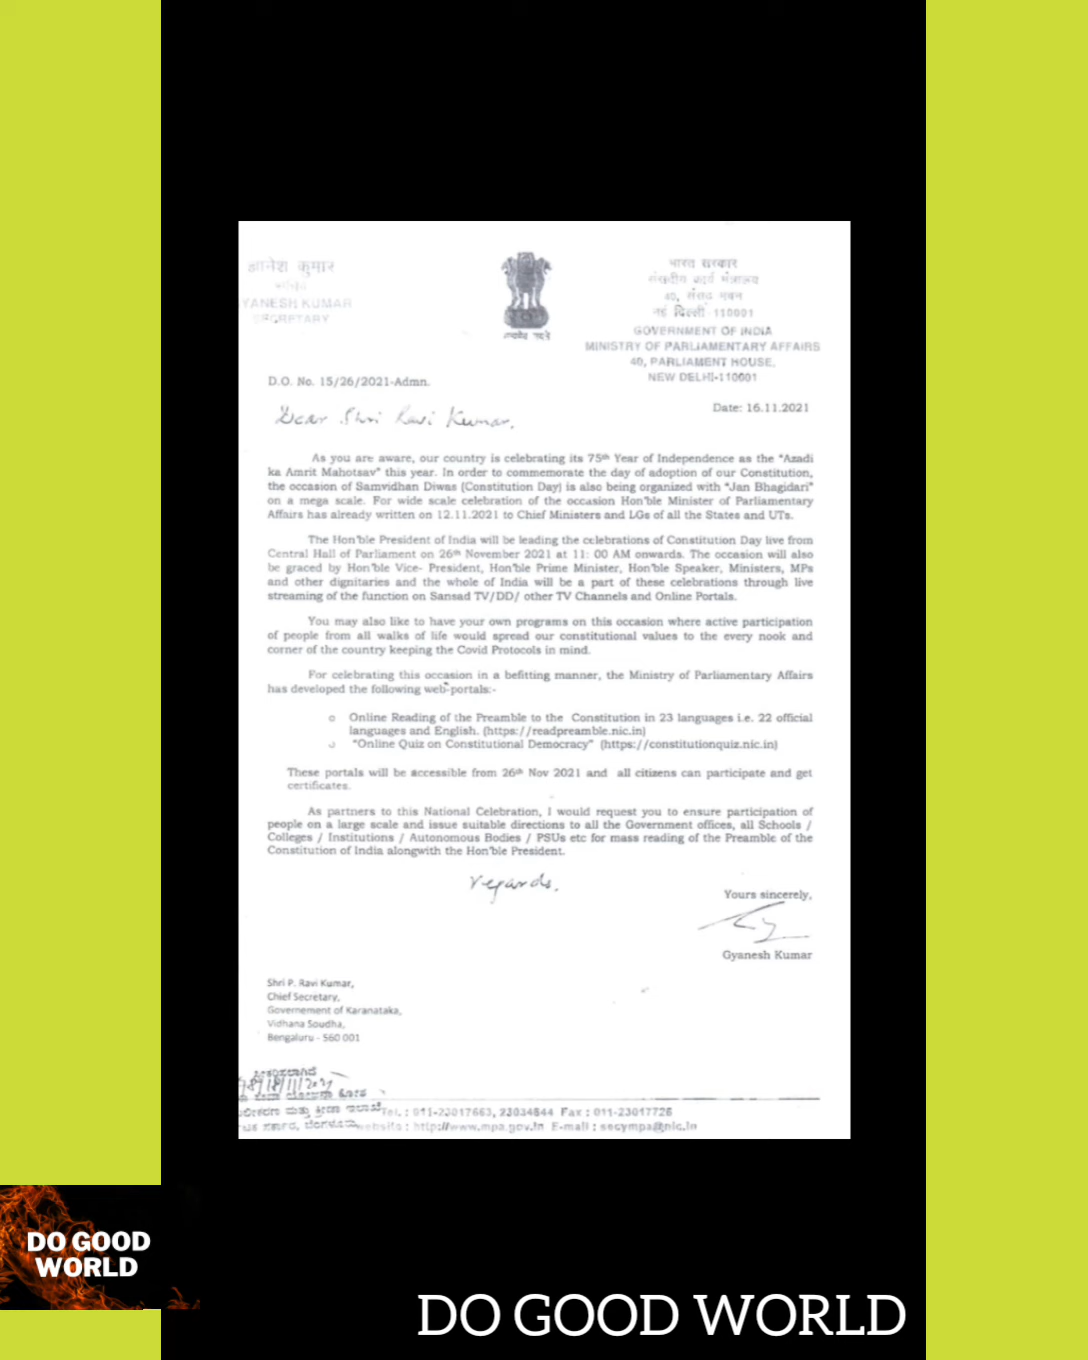 ज्ञानेश कुमार
सचिव
YANESH KUMAR
SECRETARY
सत्यमेव जयते
भारत सरकार
संसदीय कार्य मंत्रालय
40, संसद भवन
नई दिल्ली-110001
GOVERNMENT OF INDIA
MINISTRY OF PARLIAMENTARY AFFAIRS
40, PARLIAMENT HOUSE,
NEW DELHI-110001
D.O. No. 15/26/2021-Admn.
Date: 16.11.2021
Dear Shri Ravi Kumar,
As you are aware, our country is celebrating its 75th Year of Independence as the "Azadi
ka Amrit Mahotsav" this year. In order to commemorate the day of adoption of our Constitution,
the occasion of Samvidhan Diwas (Constitution Day) is also being organized with "Jan Bhagidari"
on a mega scale. For wide scale celebration of the occasion Hon'ble Minister of Parliamentary
Affairs has already written on 12.11.2021 to Chief Ministers and LGs of all the States and UTs.
The Hon'ble President of India will be leading the celebrations of Constitution Day live from
Central Hall of Parliament on 26th November 2021 at 11: 00 AM onwards. The occasion will also
be graced by Hon'ble Vice- President, Hon'ble Prime Minister, Hon'ble Speaker, Ministers, MPs
and other dignitaries and the whole of India will be a part of these celebrations through live
streaming of the function on Sansad TV/DD/ other TV Channels and Online Portals.
You may also like to have your own programs on this occasion where active participation
of people from all walks of life would spread our constitutional values to the every nook and
corner of the country keeping the Covid Protocols in mind.
For celebrating this occasion in a befitting manner, the Ministry of Parliamentary Affairs
has developed the following web-portals:-
o Online Reading of the Preamble to the Constitution in 23 languages i.e. 22 official
languages and English. (https://readpreamble.nic.in)
o "Online Quiz on Constitutional Democracy" (https://constitutionquiz.nic.in)
These portals will be accessible from 26th Nov 2021 and all citizens can participate and get
certificates.
As partners to this National Celebration, I would request you to ensure participation of
people on a large scale and issue suitable directions to all the Government offices, all Schools /
Colleges / Institutions / Autonomous Bodies / PSUs etc for mass reading of the Preamble of the
Constitution of India alongwith the Hon'ble President.
regards,
Yours sincerely,
Gyanesh Kumar
Shri P. Ravi Kumar,
Chief Secretary,
Governement of Karanataka,
Vidhana Soudha,
Bengaluru - 560 001
18/11/2021
ಮತ್ತು ಕ್ರೀಡಾ
Tel. : 011-23017663, 23034644 Fax : 011-23017726
website : http://www.mpa.gov.in E-mail : secympa@nic.in
DO GOOD
WORLD
DO GOOD WORLD